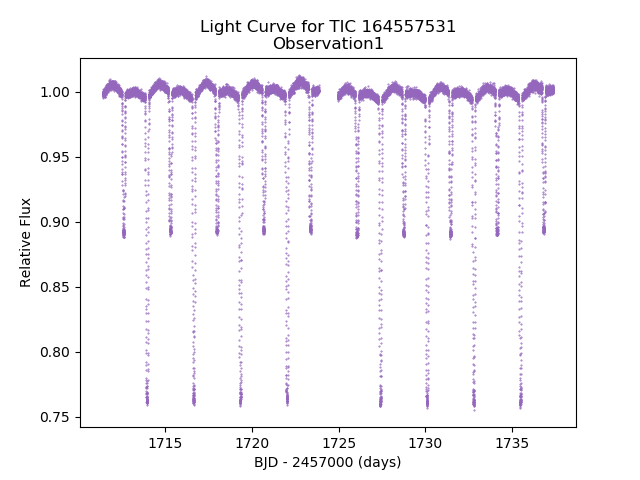 Light Curve for TIC 164557531
Observation1
1.00
0.95
0.90
0.85
0.80
0.75
Relative Flux
1715
1720
1725
1730
1735
BJD - 2457000 (days)